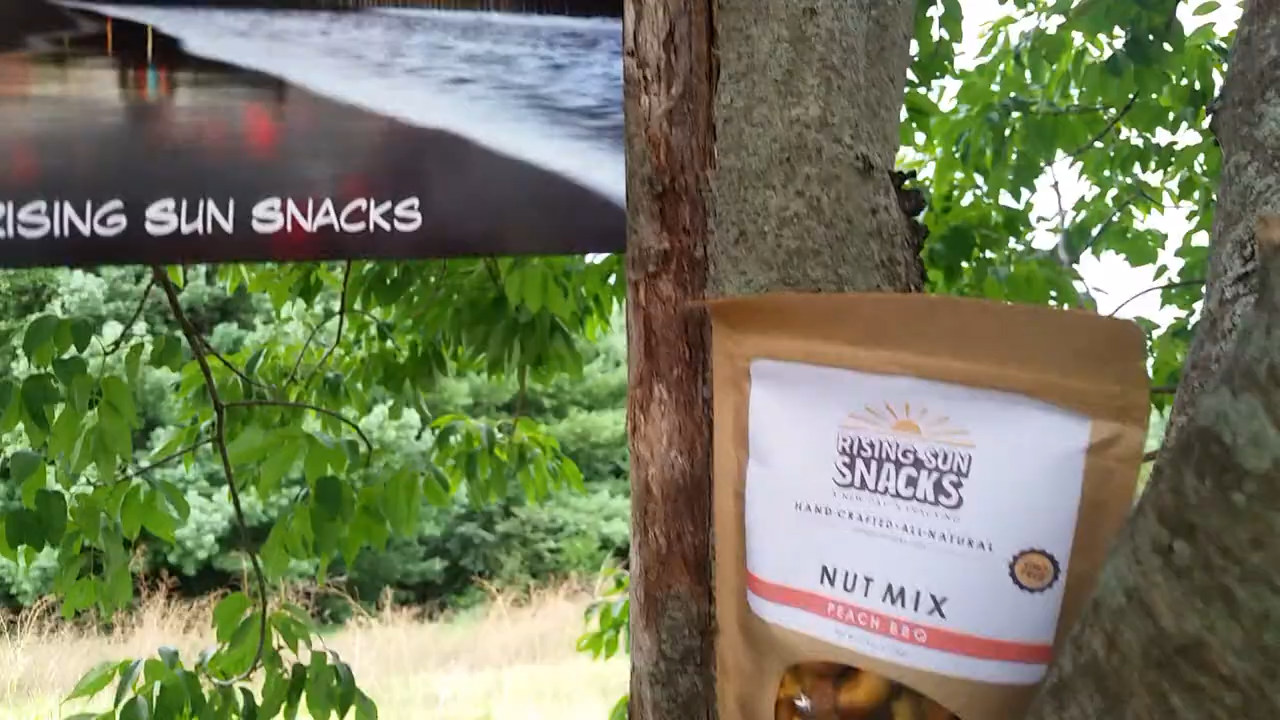 RISING SUN SNACKS
RISING SUN
SNACKS
HAND-CRAFTED·ALL-NATURAL
NUT MIX
PEACH BBQ